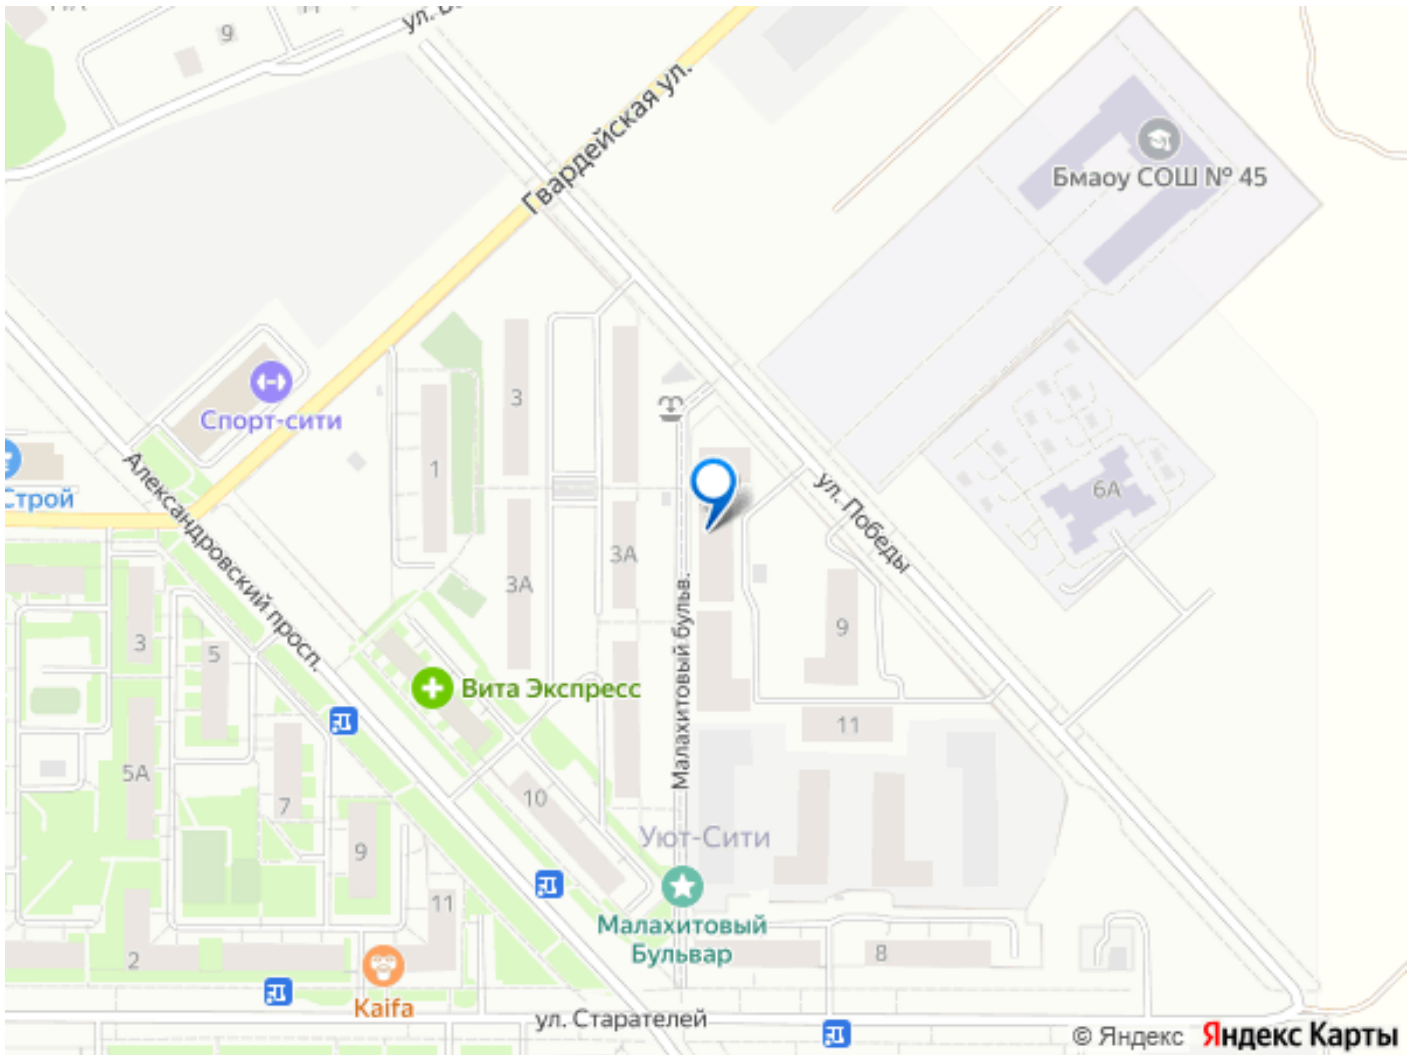 9
Гвардейская ул.
Бмаоу СОШ № 45
Спорт-сити
3
1
Строй
Александровский просп.
6А
ул. Победы
3А
3А
Малахитовый бульв.
9
3
5
Вита Экспресс
11
5А
7
10
Уют-Сити
9
11
Малахитовый
Бульвар
2
8
Kaifa
ул. Старателей
© Яндекс Яндекс Карты